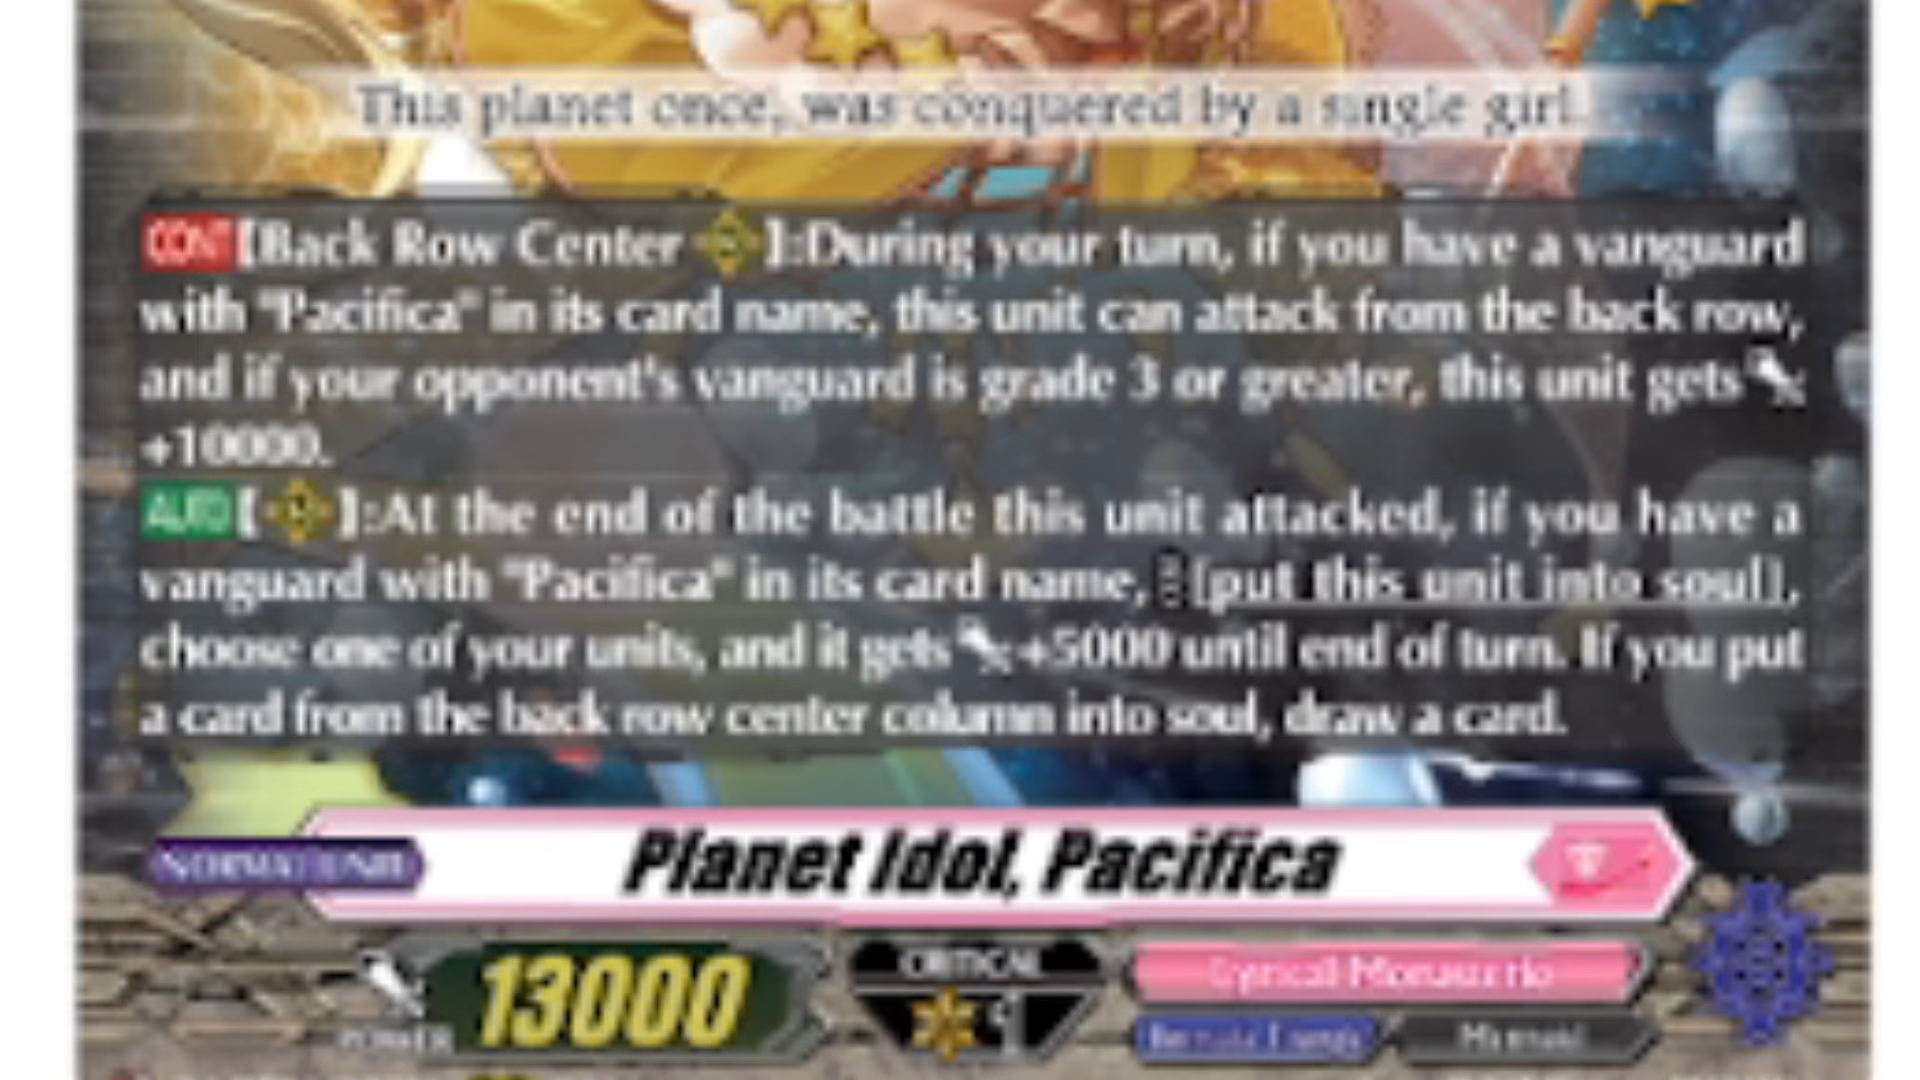 This planet once, was conquered by a single girl.
CONT [Back Row Center R]:During your turn, if you have a vanguard
with "Pacifica" in its card name, this unit can attack from the back row,
and if your opponent's vanguard is grade 3 or greater, this unit gets
+10000.
AUTO [R]:At the end of the battle this unit attacked, if you have a
vanguard with "Pacifica" in its card name, [put this unit into soul],
choose one of your units, and it gets +5000 until end of turn. If you put
a card from the back row center column into soul, draw a card.
NORMAL UNIT
Planet Idol, Pacifica
POWER 13000
CRITICAL 1
Lyrical Monasterio
Mermaid